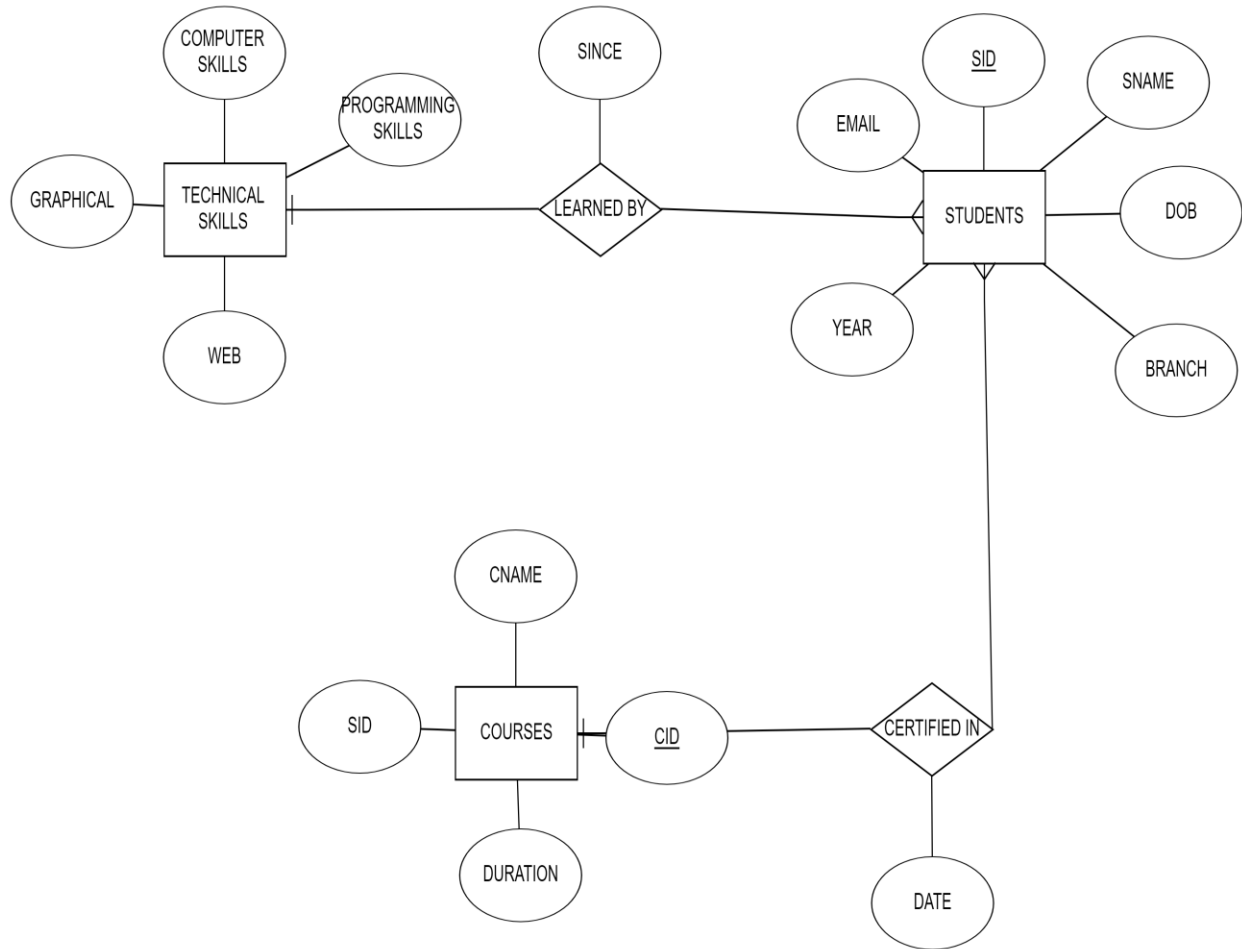 COMPUTER
SKILLS
SINCE
SID
SNAME
PROGRAMMING
SKILLS
EMAIL
GRAPHICAL
TECHNICAL
SKILLS
LEARNED BY
STUDENTS
DOB
WEB
YEAR
BRANCH
CNAME
SID
COURSES
CID
CERTIFIED IN
DURATION
DATE